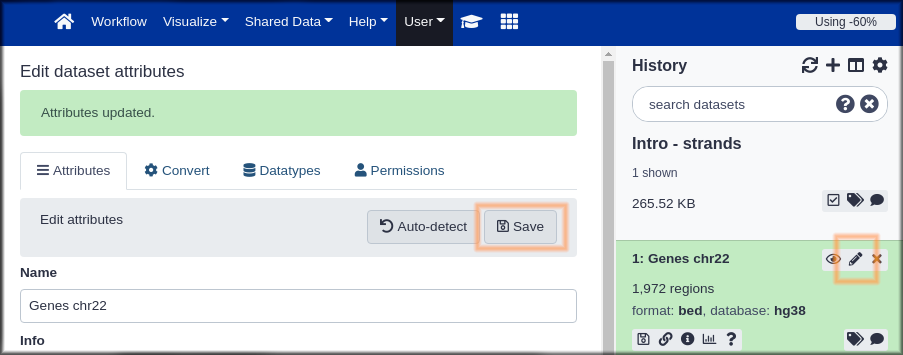 Workflow Visualize Shared Data Help User Using -60%
Edit dataset attributes
Attributes updated.
Attributes Convert Datatypes Permissions
Edit attributes Auto-detect Save
Name
Genes chr22
Info
History
search datasets
Intro - strands
1 shown
265.52 KB
1: Genes chr22
1,972 regions
format: bed, database: hg38